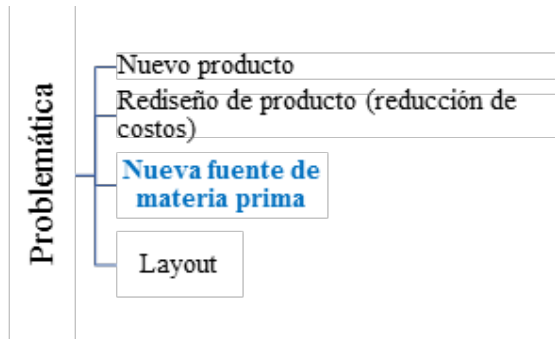 Problemática
Nuevo producto
Rediseño de producto (reducción de
costos)
Nueva fuente de
materia prima
Layout